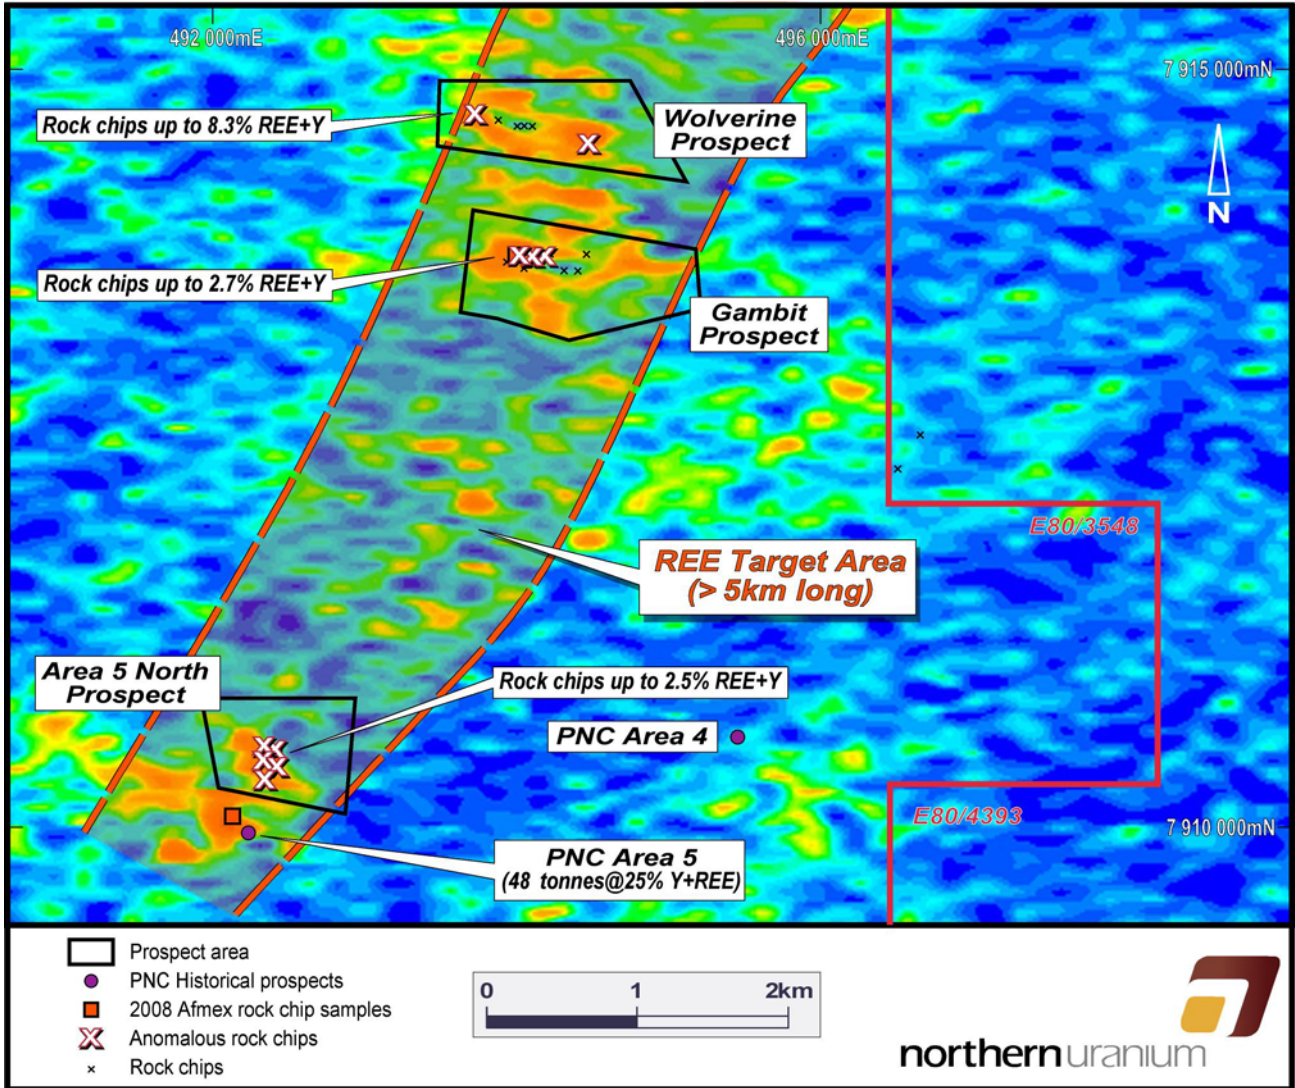 492 000mE
496 000mE
7 915 000mN
Rock chips up to 8.3% REE+Y
Wolverine
Prospect
N
Rock chips up to 2.7% REE+Y
Gambit
Prospect
E80/3548
REE Target Area
(> 5km long)
Area 5 North
Prospect
Rock chips up to 2.5% REE+Y
PNC Area 4
E80/4393
7 910 000mN
PNC Area 5
(48 tonnes@25% Y+REE)
Prospect area
PNC Historical prospects
2008 Afmex rock chip samples
Anomalous rock chips
Rock chips
0 1 2km
northernuranium